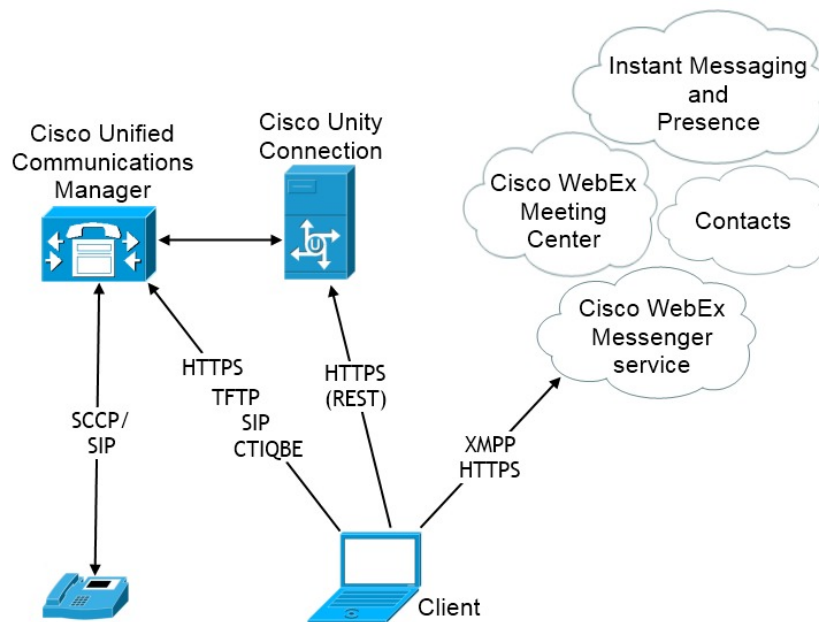 Instant Messaging
and
Presence
Cisco Unified
Communications
Manager
Cisco Unity
Connection
Cisco WebEx
Meeting
Center
Contacts
U
Cisco WebEx
Messenger
service
HTTPS
TFTP
SIP
CTIQBE
HTTPS
(REST)
SCCP/
SIP
XMPP
HTTPS
Client